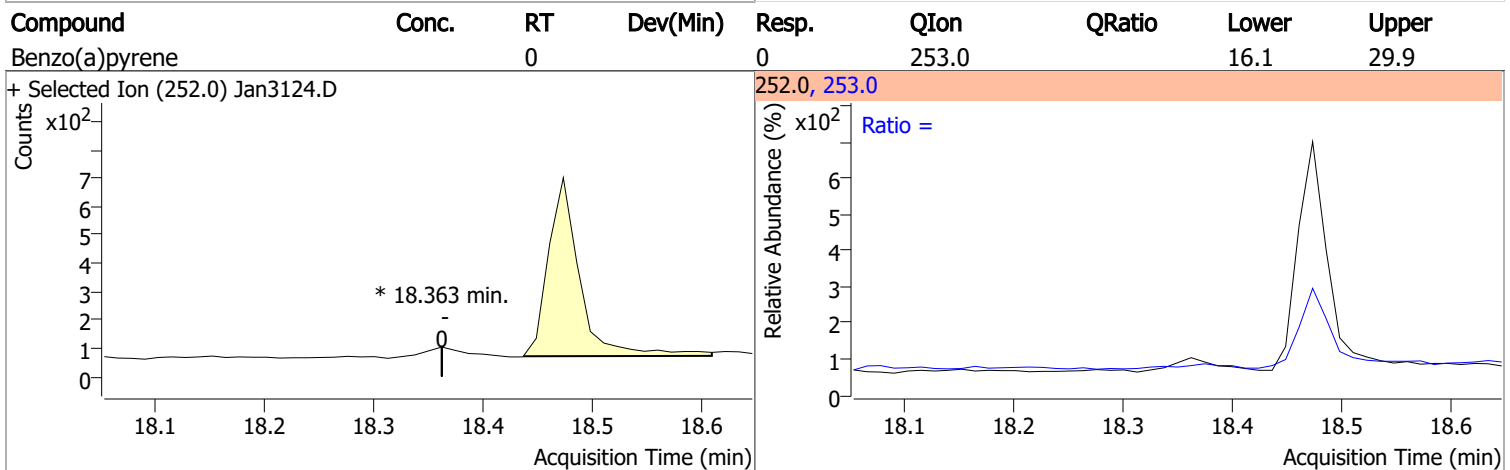 Compound Conc. RT Dev(Min) Resp. QIon QRatio Lower Upper
Benzo(a)pyrene 0 0 253.0 16.1 29.9
+ Selected Ion (252.0) Jan3124.D
Counts
x10²
7
6
5
4
3
2
1
0
* 18.363 min.
-
0
18.1 18.2 18.3 18.4 18.5 18.6
Acquisition Time (min)
252.0, 253.0
Relative Abundance (%)
x10²
Ratio =
6
5
4
3
2
1
0
18.1 18.2 18.3 18.4 18.5 18.6
Acquisition Time (min)